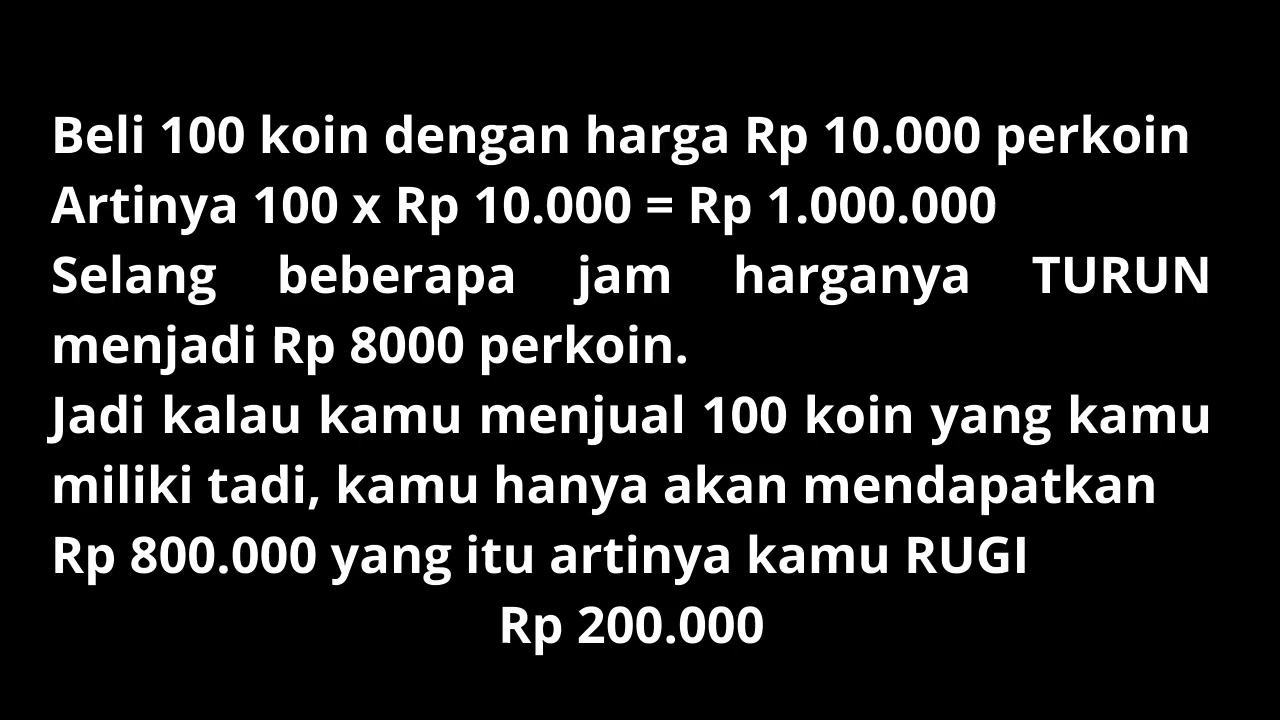 Beli 100 koin dengan harga Rp 10.000 perkoin
Artinya 100 x Rp 10.000 = Rp 1.000.000
Selang beberapa jam harganya TURUN
menjadi Rp 8000 perkoin.
Jadi kalau kamu menjual 100 koin yang kamu
miliki tadi, kamu hanya akan mendapatkan
Rp 800.000 yang itu artinya kamu RUGI
Rp 200.000